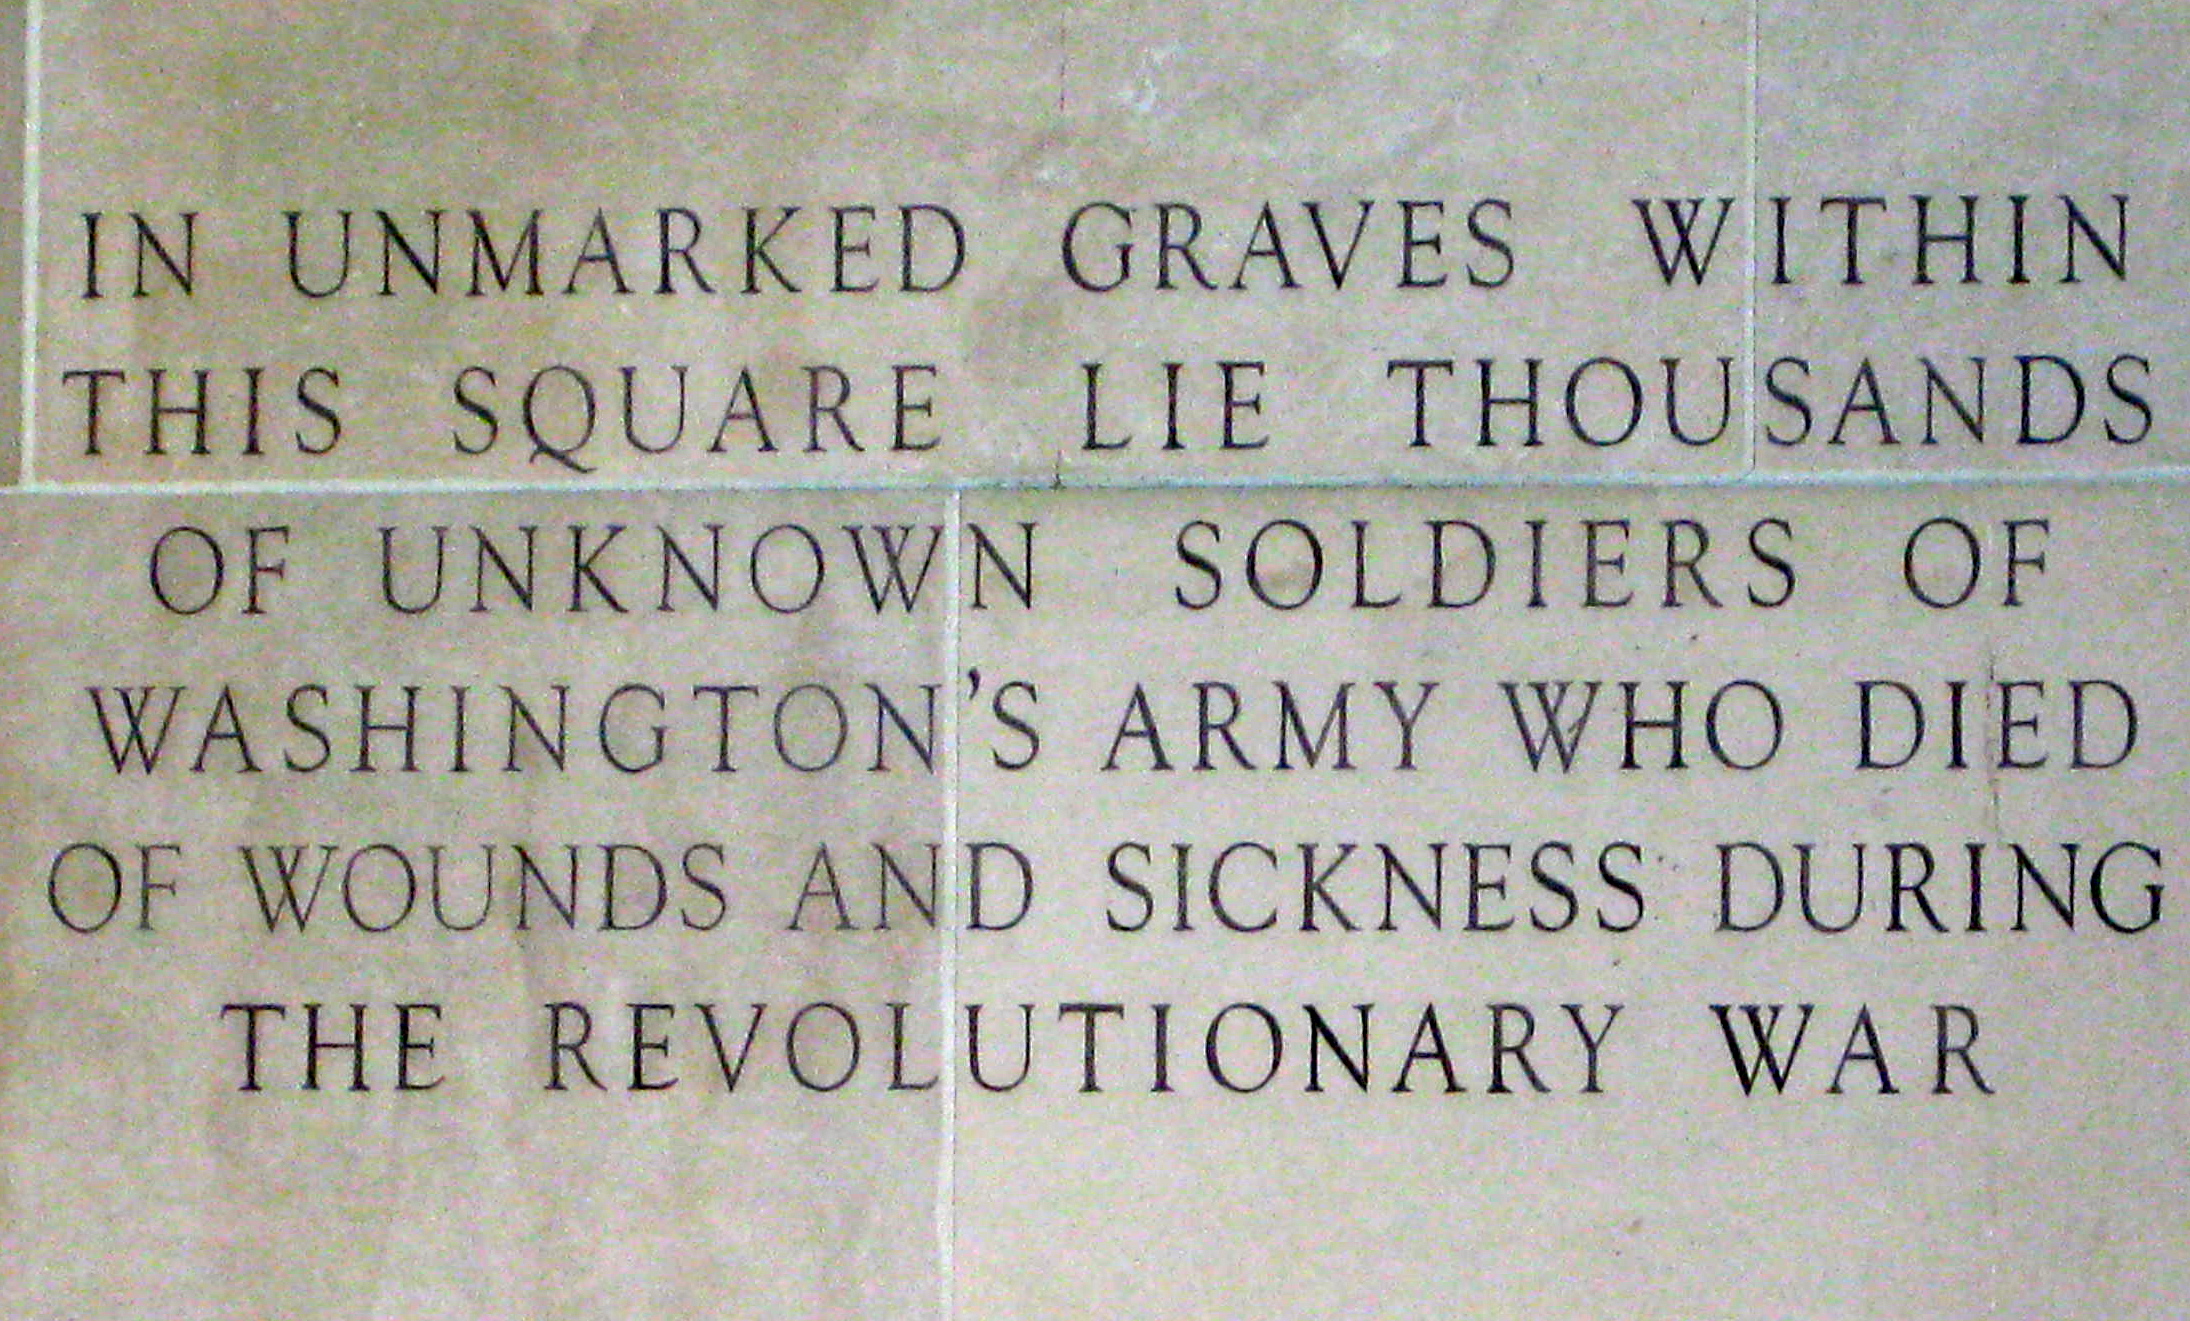 IN UNMARKED GRAVES WITHIN
THIS SQUARE LIE THOUSANDS
OF UNKNOWN SOLDIERS OF
WASHINGTON'S ARMY WHO DIED
OF WOUNDS AND SICKNESS DURING
THE REVOLUTIONARY WAR